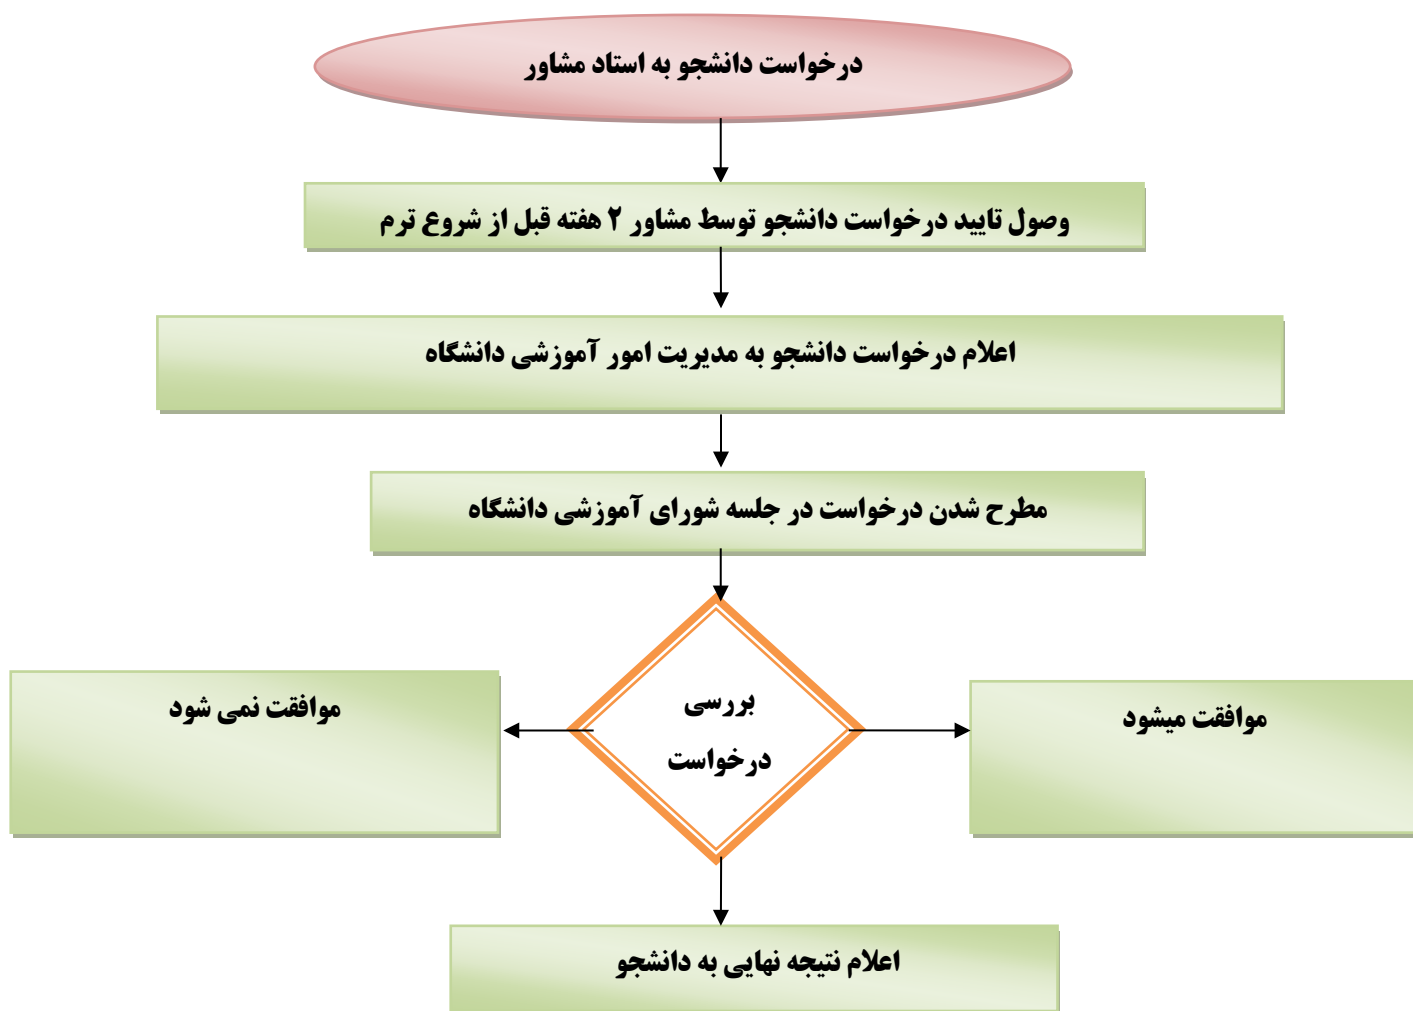 درخواست دانشجو به استاد مشاور
وصول تایید درخواست دانشجو توسط مشاور ۲ هفته قبل از شروع ترم
اعلام درخواست دانشجو به مدیریت امور آموزشی دانشگاه
مطرح شدن درخواست در جلسه شورای آموزشی دانشگاه
بررسی
درخواست
موافقت میشود
موافقت نمی شود
اعلام نتیجه نهایی به دانشجو